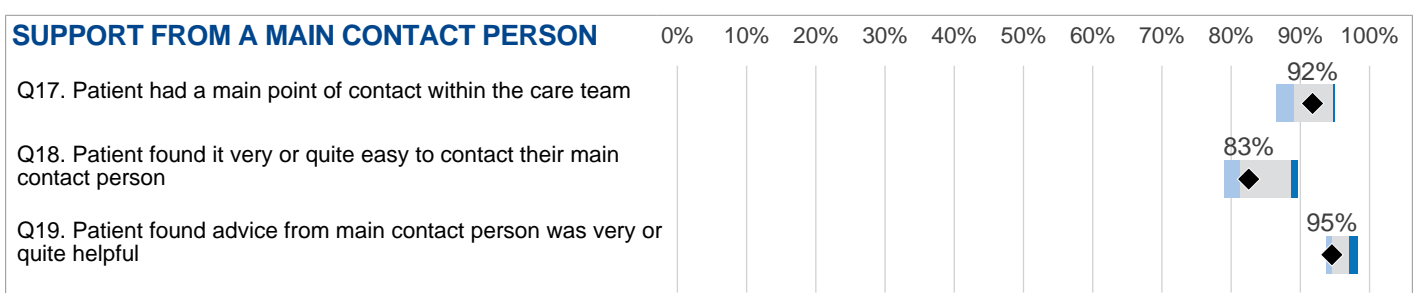 SUPPORT FROM A MAIN CONTACT PERSON 0% 10% 20% 30% 40% 50% 60% 70% 80% 90% 100%
Q17. Patient had a main point of contact within the care team
92%
Q18. Patient found it very or quite easy to contact their main
contact person
83%
Q19. Patient found advice from main contact person was very or
quite helpful
95%